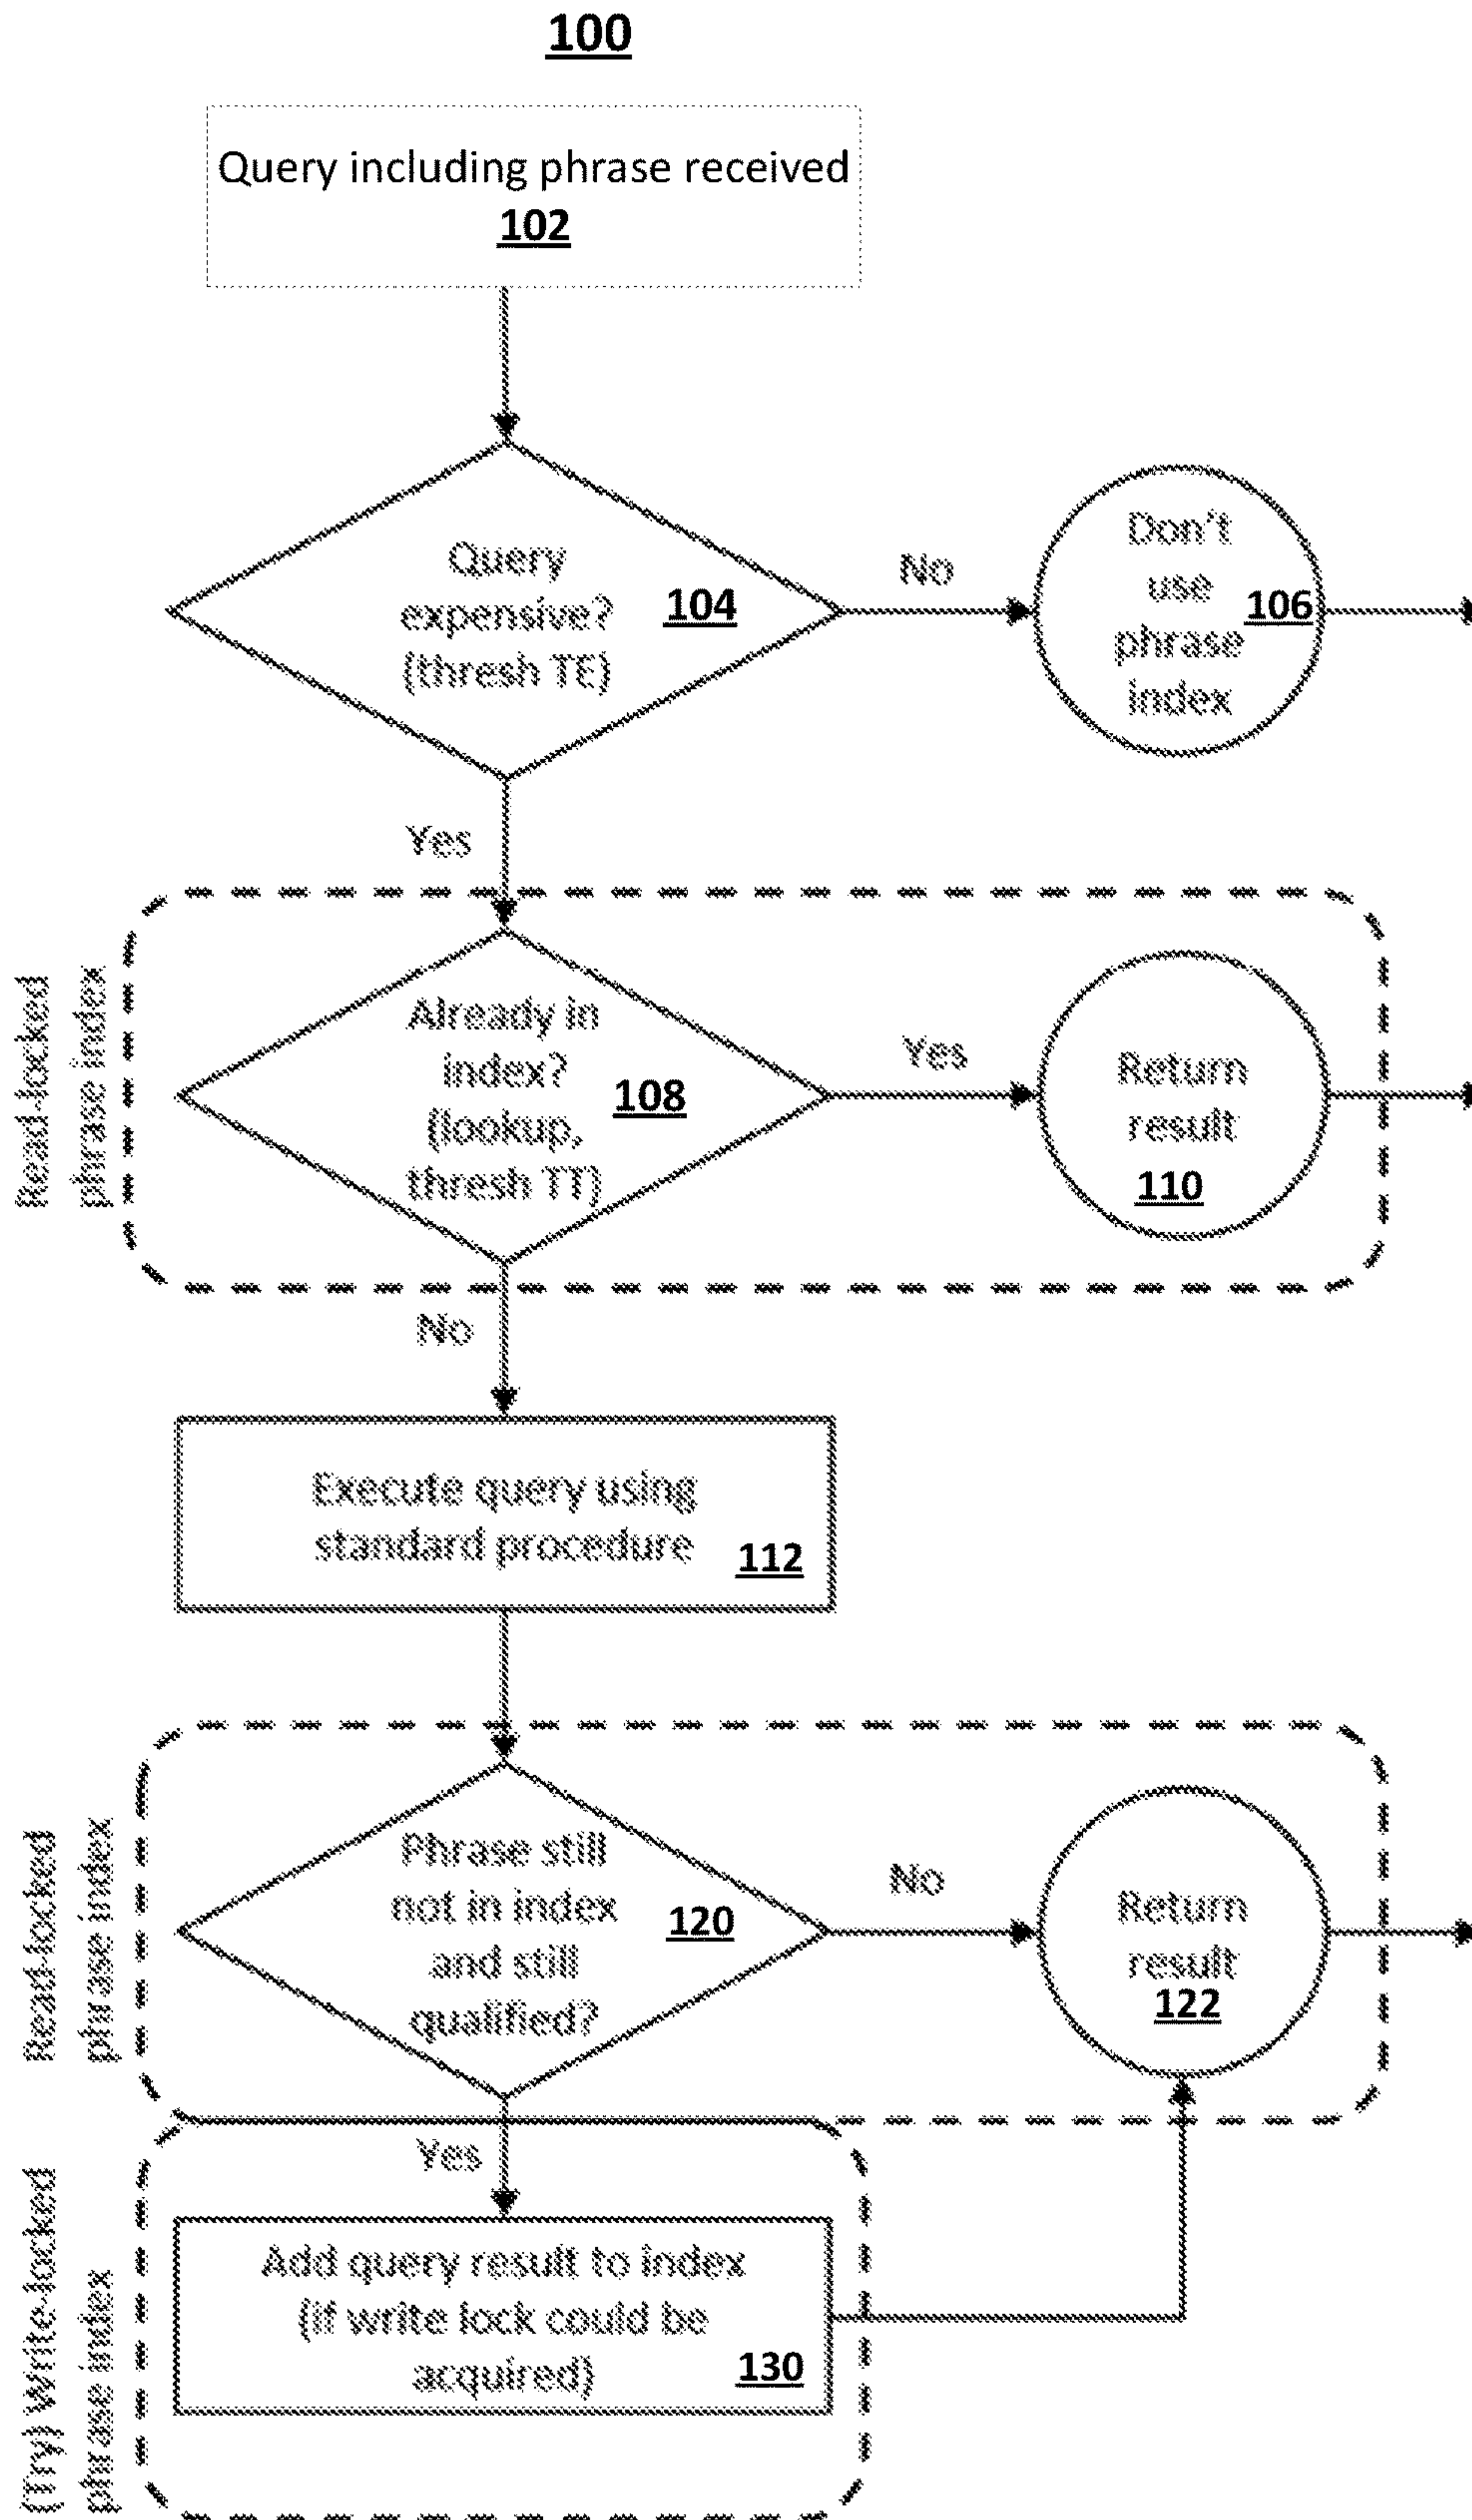 100
Query including phrase received
102
Query
expensive?
(thresh TE)
104
No
Don't
use
phrase
index
106
Yes
Read-locked
phrase index
Already in
index?
(lookup,
thresh TT)
108
Yes
Return
result
110
No
Execute query using
standard procedure
112
Read-locked
phrase index
Phrase still
not in index
and still
qualified?
120
No
Return
result
122
Yes
(Try) Write-locked
phrase index
Add query result to index
(if write lock could be
acquired)
130